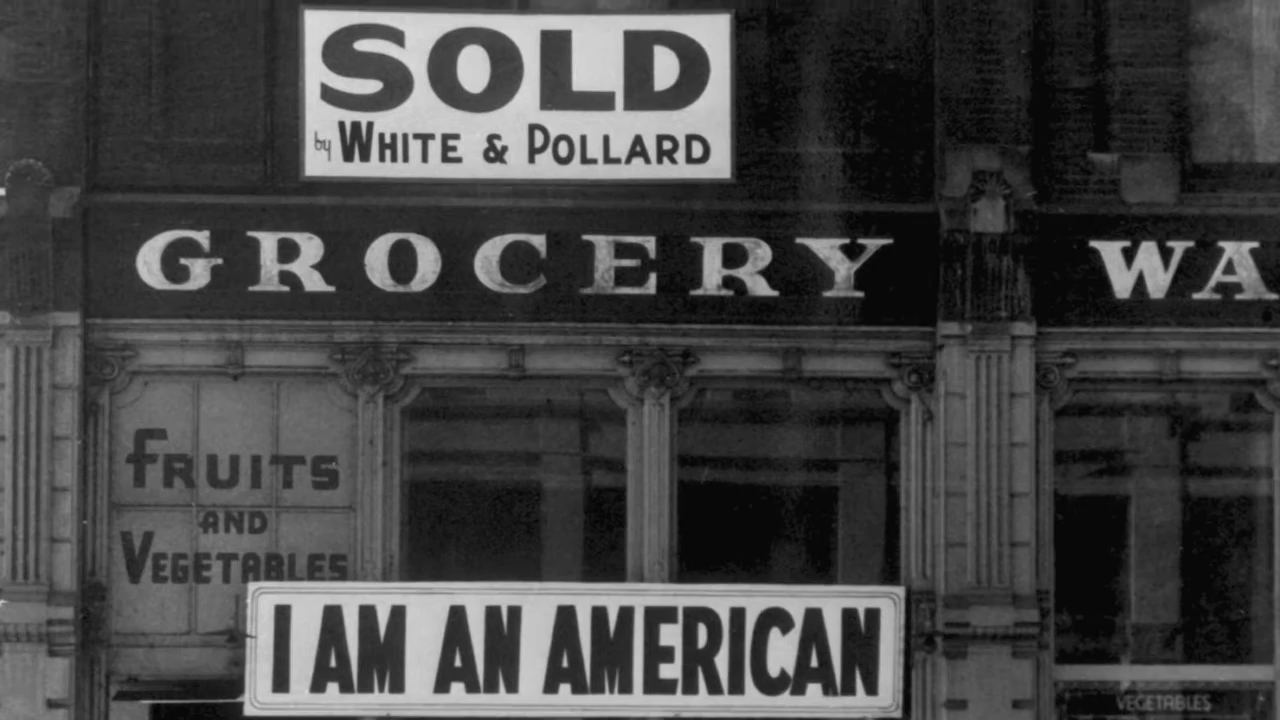 SOLD
by WHITE & POLLARD
GROCERY WA
FRUITS
AND
VEGETABLES
I AM AN AMERICAN
VEGETABLES